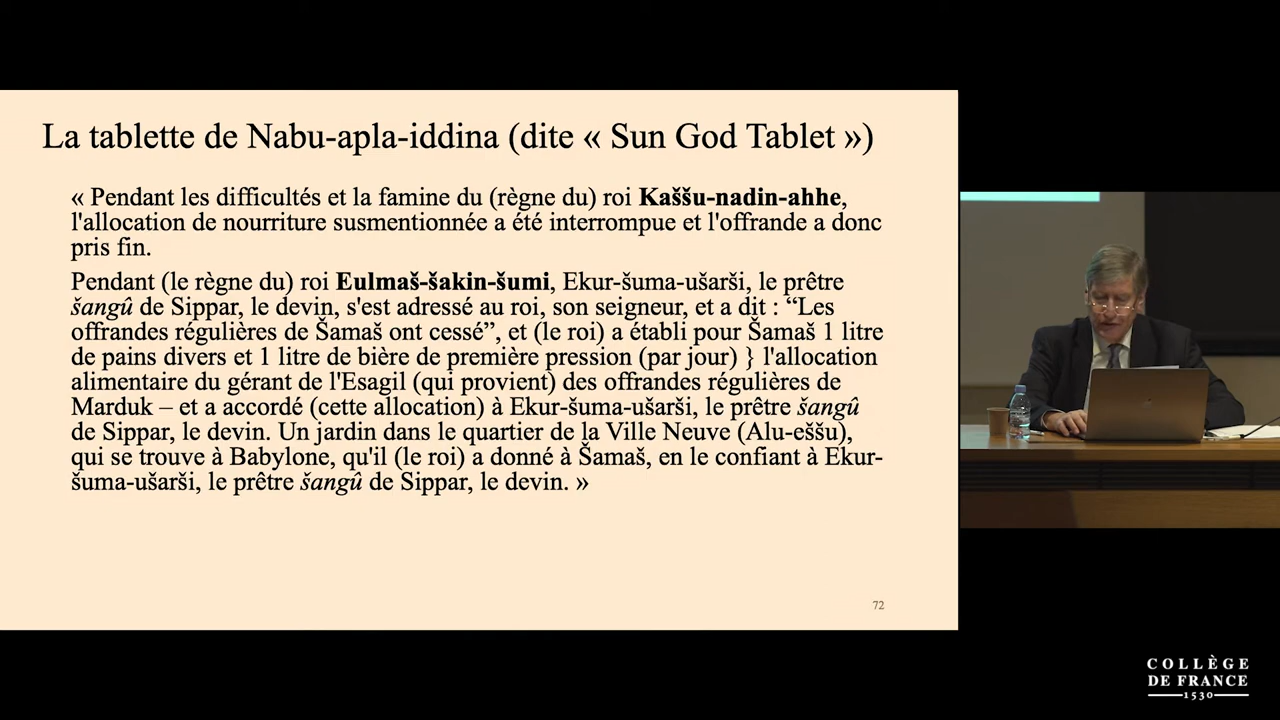 La tablette de Nabu-apla-iddina (dite « Sun God Tablet »)
« Pendant les difficultés et la famine du (règne du) roi Kaššu-nadin-ahhe,
l'allocation de nourriture susmentionnée a été interrompue et l'offrande a donc
pris fin.
Pendant (le règne du) roi Eulmaš-šakin-šumi, Ekur-šuma-ušarši, le prêtre
šangû de Sippar, le devin, s'est adressé au roi, son seigneur, et a dit : “Les
offrandes régulières de Šamaš ont cessé”, et (le roi) a établi pour Šamaš 1 litre
de pains divers et 1 litre de bière de première pression (par jour) } l'allocation
alimentaire du gérant de l'Esagil (qui provient) des offrandes régulières de
Marduk – et a accordé (cette allocation) à Ekur-šuma-ušarši, le prêtre šangû
de Sippar, le devin. Un jardin dans le quartier de la Ville Neuve (Alu-eššu),
qui se trouve à Babylone, qu'il (le roi) a donné à Šamaš, en le confiant à Ekur-
šuma-ušarši, le prêtre šangû de Sippar, le devin. »
72
COLLÈGE
DE FRANCE
1530